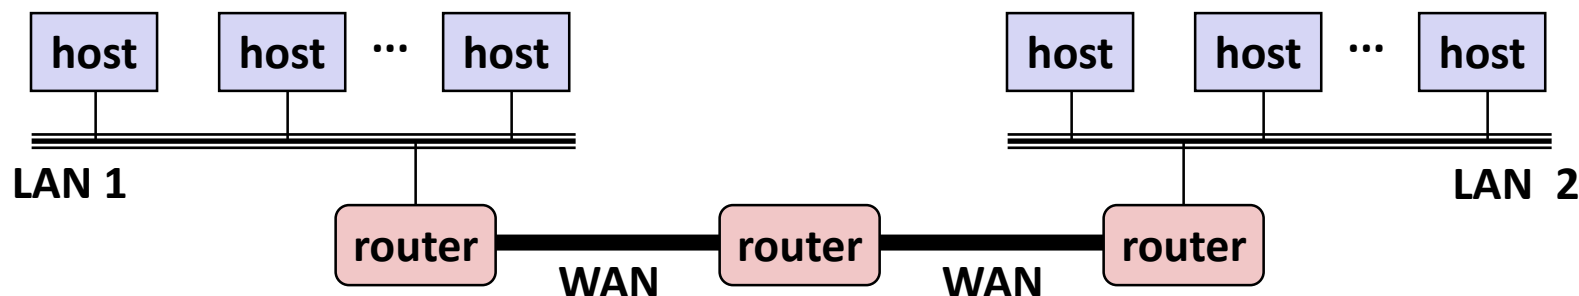 host host ... host host host ... host
LAN 1 LAN 2
router router router
WAN WAN